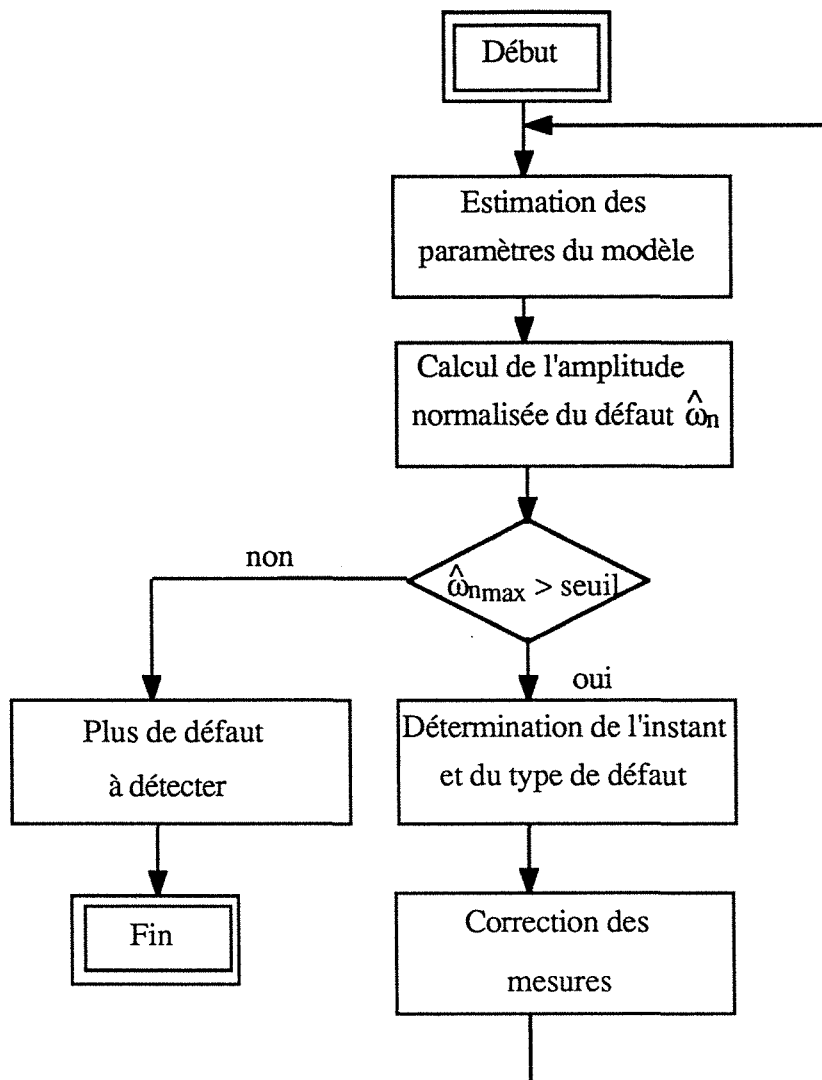 Début
Estimation des
paramètres du modèle
Calcul de l'amplitude
normalisée du défaut ω̂n
non
ω̂nmax > seuil
oui
Plus de défaut
à détecter
Détermination de l'instant
et du type de défaut
Fin
Correction des
mesures